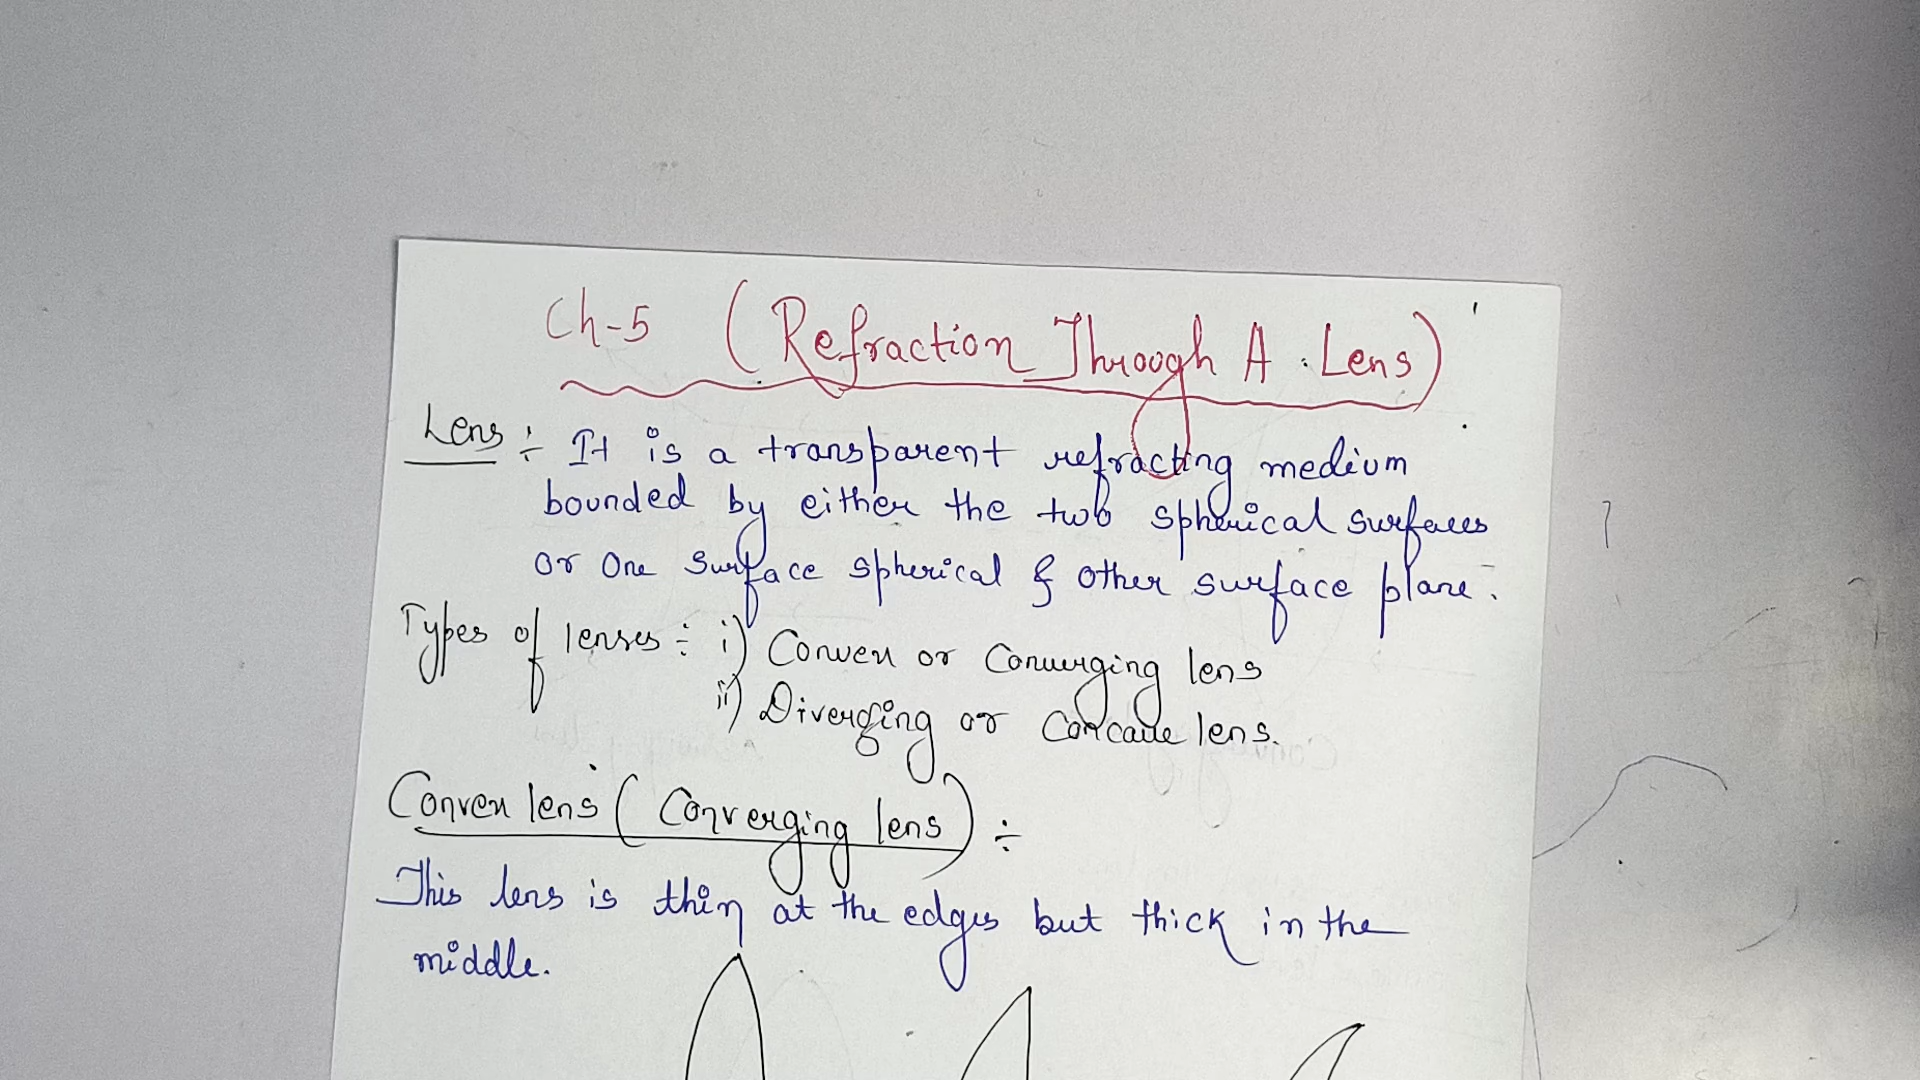 Ch-5 (Refraction Through A Lens)
Lens ÷ It is a transparent refracting medium
bounded by either the two spherical surfaces
or One Surface spherical & other surface plane.
Types of lenses ÷ i) Convex or Converging lens
ii) Diverging or Concave lens.
Convex lens (Converging lens) ÷
This lens is thin at the edges but thick in the
middle.